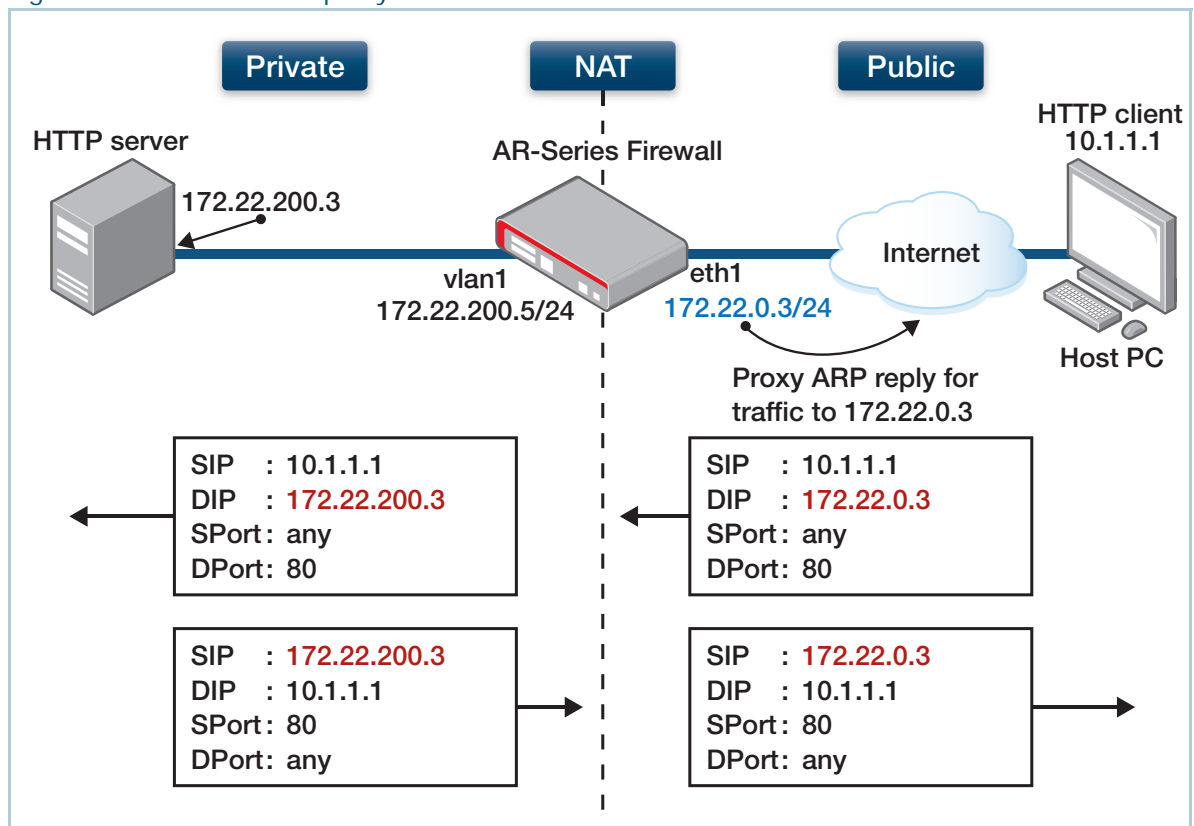 Private
NAT
Public
HTTP server
AR-Series Firewall
HTTP client
10.1.1.1
172.22.200.3
Internet
vlan1
172.22.200.5/24
eth1
172.22.0.3/24
Host PC
Proxy ARP reply for
traffic to 172.22.0.3
SIP : 10.1.1.1
DIP : 172.22.200.3
SPort : any
DPort : 80
SIP : 10.1.1.1
DIP : 172.22.0.3
SPort : any
DPort : 80
SIP : 172.22.200.3
DIP : 10.1.1.1
SPort : 80
DPort : any
SIP : 172.22.0.3
DIP : 10.1.1.1
SPort : 80
DPort : any